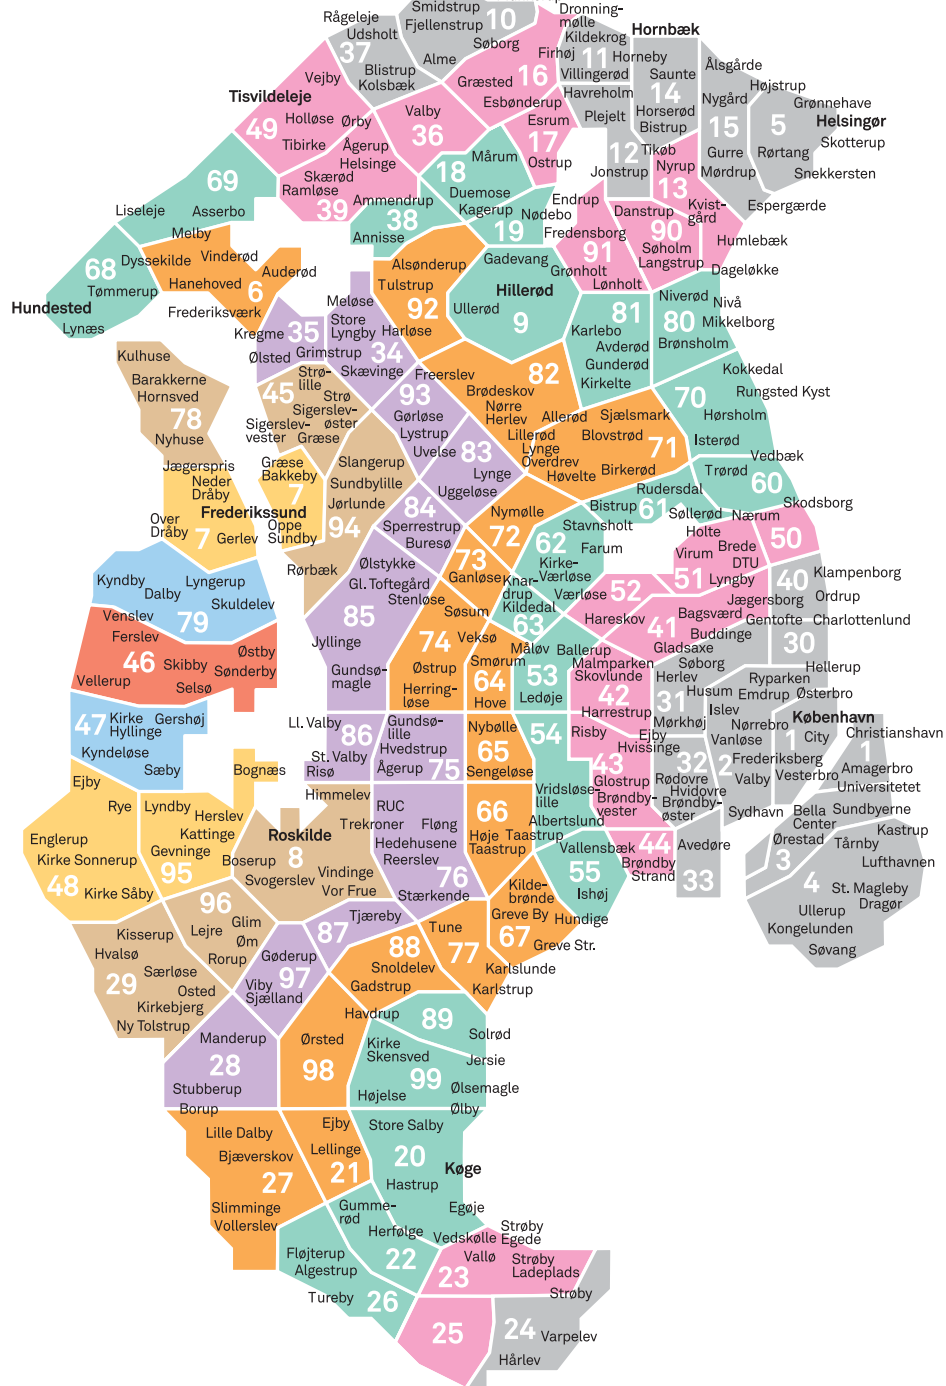 Smidstrup
Fjellenstrup
10
Søborg
Rågeleje
Udsholt
37
Blistrup
Kolsbæk
Alme
Dronning-
mølle
Kildekrog
Firhøj
11
Villingerød
Hornbæk
Horneby
Saunte
14
Horserød
Bistrup
Ålsgårde
Højstrup
Nygård
Grønnehave
15
5
Helsingør
Skotterup
Gurre
Rørtang
Mørdrup
Snekkersten
Espergærde
Vejby
Tisvildeleje
49
Holløse
Ørby
Tibirke
Ågerup
Helsinge
Skærød
Ramløse
39
Valby
36
Græsted
16
Esbønderup
Havreholm
Plejelt
Esrum
17
Ostrup
12
Jonstrup
Tikøb
Nyrup
13
Kvist-
gård
69
Liseleje
Asserbo
Mårum
18
Duemose
Kagerup
Ammendrup
38
Annisse
Nødebo
19
Endrup
Fredensborg
91
Grønholt
Lønholt
Danstrup
90
Søholm
Langstrup
Humlebæk
Dageløkke
Melby
68
Dyssekilde
Tømmerup
Hundested
Lynæs
Vinderød
Auderød
Hanehoved
6
Frederiksværk
Alsønderup
Tulstrup
92
Harløse
Gadevang
Hillerød
Ullerød
9
81
Karlebo
Avderød
Gunderød
Kirkelte
Niverød
Nivå
80
Mikkelborg
Brønsholm
Kregme
35
Ølsted
Meløse
Store
Lyngby
Grimstrup
34
Skævinge
Kulhuse
Barakkerne
Hornsved
78
Nyhuse
Jægerspris
Strø-
lille
45
Strø
Sigerslev-
øster
Sigerslev-
vester
Græse
Freerslev
93
Gørløse
Lystrup
Uvelse
82
Brødeskov
Nørre
Herlev
Allerød
Sjælsmark
Lillerød
Blovstrød
71
Lynge
Overdrev
Høvelte
Birkerød
Kokkedal
Rungsted Kyst
70
Hørsholm
Isterød
Vedbæk
Trørød
60
Skodsborg
Græse
Bakkeby
7
Oppe
Sundby
Slangerup
Sundbylille
Jørlunde
94
Rørbæk
83
Lynge
Uggeløse
84
Sperrestrup
Buresø
Neder
Dråby
Frederikssund
Over
Dråby
7
Gerlev
Nymølle
72
Rudersdal
Bistrup
61
Søllerød
Nærum
Stavnsholt
62
Farum
Kirke-
Værløse
Holte
Virum
Brede
DTU
51
Lyngby
50
Ølstykke
Gl. Toftegård
Stenløse
85
Jyllinge
Gundsø-
magle
73
Ganløse
Søsum
Knar-
drup
Kildedal
63
Værløse
52
Hareskov
40
Klampenborg
Ordrup
Jægersborg
Gentofte
Charlottenlund
Bagsværd
41
Buddinge
Gladsaxe
30
Kyndby
Dalby
Lyngerup
Skuldelev
79
Venslev
Ferslev
46
Skibby
Østby
Sønderby
Vellerup
Selsø
74
Østrup
Herring-
løse
Veksø
Smørum
64
Hove
Måløv
53
Ledøje
Ballerup
Malmparken
Skovlunde
42
Harrestrup
Søborg
Herlev
31
Mørkhøj
Hellerup
Ryparken
Emdrup
Østerbro
Husum
Islev
47
Kirke
Hyllinge
Gershøj
Kyndeløse
Sæby
Ll. Valby
86
St. Valby
Risø
Gundsø-
lille
Hvedstrup
Ågerup
75
Nybølle
65
Sengeløse
54
Risby
Ejby
Hvissinge
43
Glostrup
Brøndby-
vester
32
Rødovre
Hvidovre
Brøndby-
øster
Nørrebro
Vanløse
2
Frederiksberg
Valby
1
København
City
Vesterbro
Sydhavn
Christianshavn
1
Amagerbro
Universitetet
Bognæs
Ejby
Himmelev
Rye
Lyndby
Herslev
Kattinge
Gevninge
95
Englerup
Kirke Sonnerup
48
Kirke Såby
Roskilde
8
Boserup
Svogerslev
Vindinge
Vor Frue
RUC
Trekroner
Fløng
Hedehusene
Reerslev
76
Stærkende
66
Høje
Taastrup
Taastrup
Vridsløse-
lille
Albertslund
Vallensbæk
55
Ishøj
44
Brøndby
Strand
Avedøre
33
Bella
Center
Ørestad
3
Sundbyerne
Tårnby
Kastrup
Lufthavnen
4
St. Magleby
Dragør
Ullerup
Kongelunden
Søvang
96
Glim
Lejre
Øm
Rorup
Kisserup
Hvalsø
Særløse
29
Osted
Kirkebjerg
Ny Tolstrup
Tjæreby
87
Gøderup
97
Viby
Sjælland
Tune
88
Snoldelev
Gadstrup
77
Kilde-
brønde
Greve By
67
Hundige
Greve Str.
Karlslunde
Karlstrup
Havdrup
89
Solrød
Manderup
28
Stubberup
Borup
Ørsted
98
Kirke
Skensved
99
Højelse
Jersie
Ølsemagle
Ølby
Lille Dalby
Bjæverskov
27
Slimminge
Vollerslev
Ejby
Lellinge
21
Store Salby
20
Køge
Hastrup
Egøje
Gumme-
rød
Herfølge
22
Vedskølle
Strøby
Egede
Vallø
23
Strøby
Ladeplads
Strøby
Fløjterup
Algestrup
Tureby
26
25
24
Varpelev
Hårlev